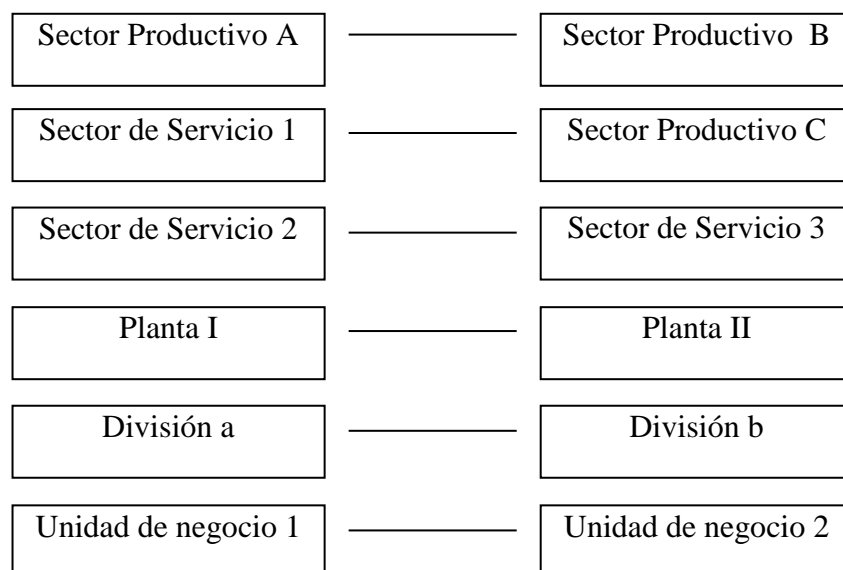 Sector Productivo A
Sector Productivo  B
Sector de Servicio 1
Sector Productivo C
Sector de Servicio 2
Sector de Servicio 3
Planta I
Planta II
División a
División b
Unidad de negocio 1
Unidad de negocio 2